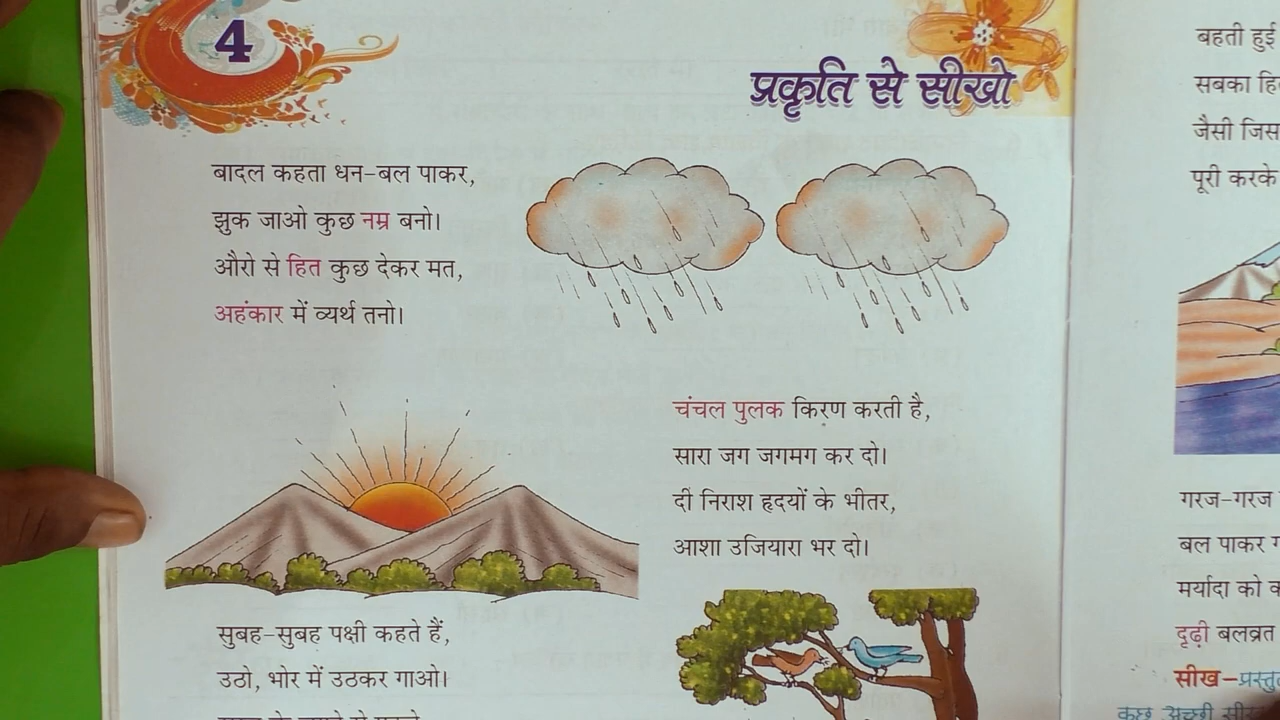 4
प्रकृति से सीखो
बादल कहता धन-बल पाकर,
झुक जाओ कुछ नम्र बनो।
औरो से हित कुछ देकर मत,
अहंकार में व्यर्थ तनो।
चंचल पुलक किरण करती है,
सारा जग जगमग कर दो।
दीं निराश हृदयों के भीतर,
आशा उजियारा भर दो।
सुबह-सुबह पक्षी कहते हैं,
उठो, भोर में उठकर गाओ।
बहती हुई
सबका
जैसी
पूरी करके
गरज-गरज
बल पाकर
मर्यादा को
दृढ़ी बलव्रत
सीख-
कुछ अच्छी